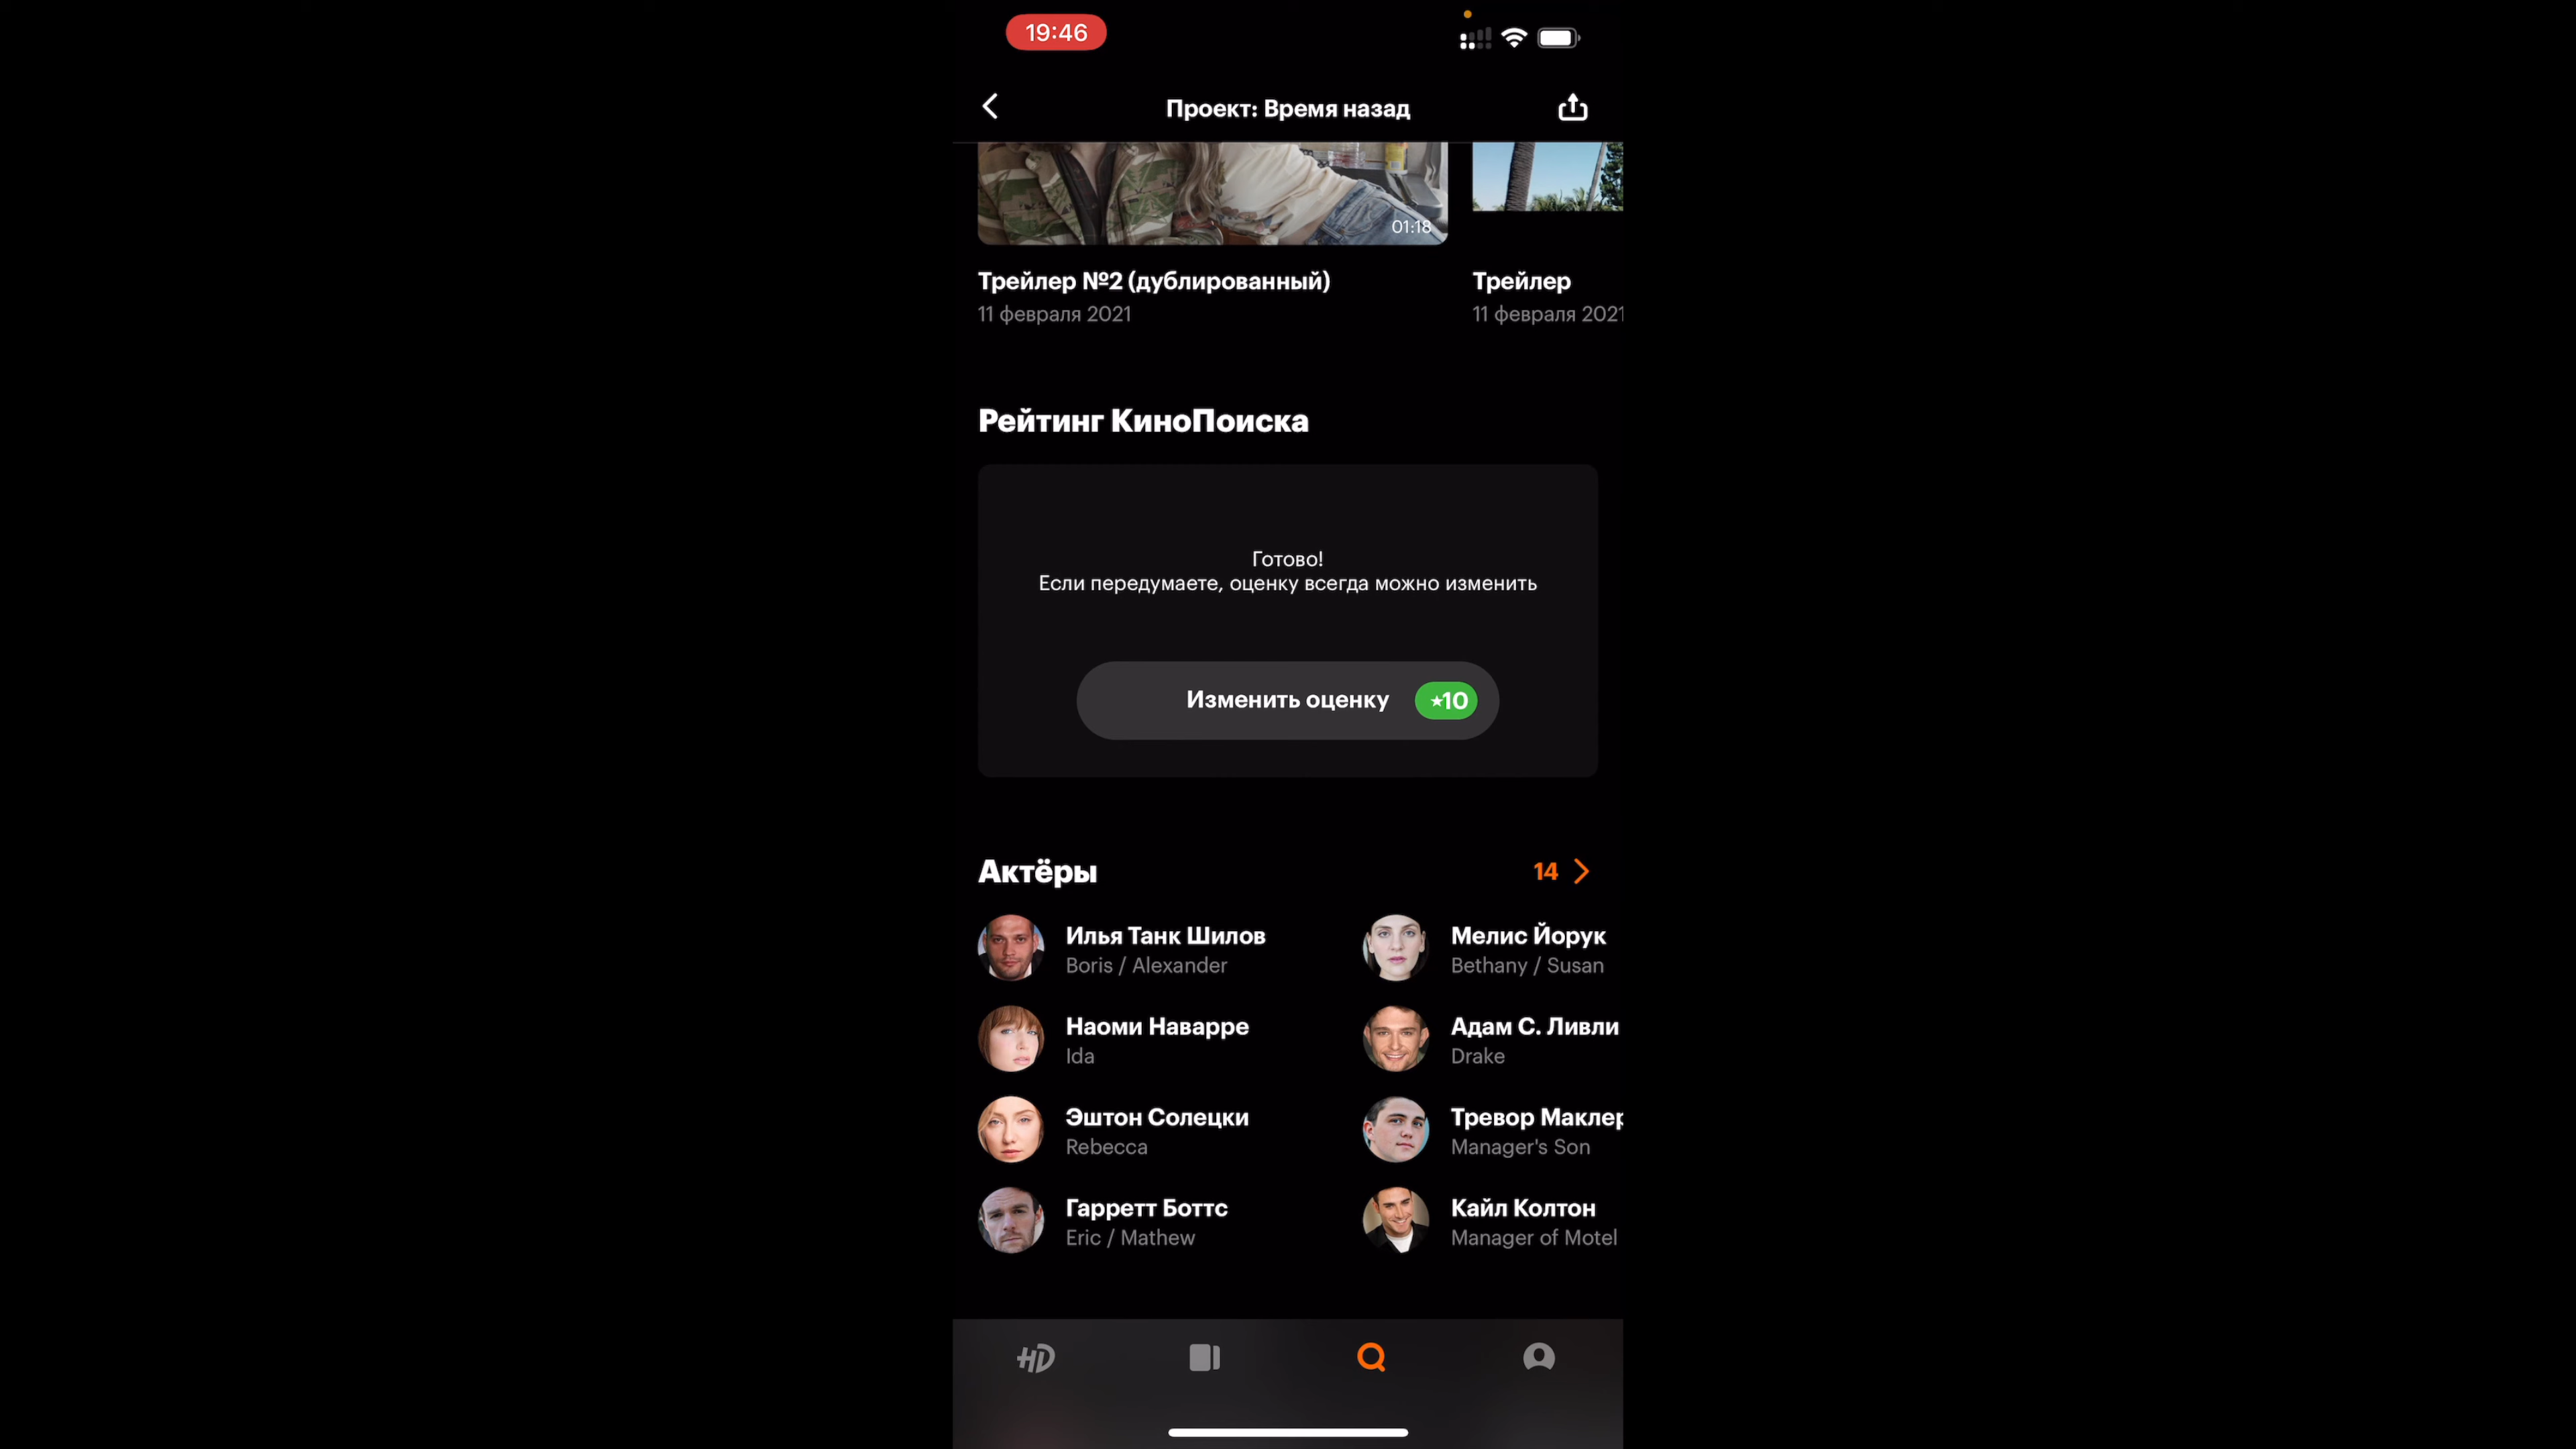 19:46
Проект: Время назад
01:18
Трейлер №2 (дублированный)
11 февраля 2021
Трейлер
11 февраля 2021
Рейтинг КиноПоиска
Готово!
Если передумаете, оценку всегда можно изменить
Изменить оценку ★10
Актёры
14
Илья Танк Шилов
Boris / Alexander
Мелис Йорук
Bethany / Susan
Наоми Наварре
Ida
Адам С. Ливли
Drake
Эштон Солецки
Rebecca
Тревор Маклер
Manager's Son
Гарретт Боттс
Eric / Mathew
Кайл Колтон
Manager of Motel
HD